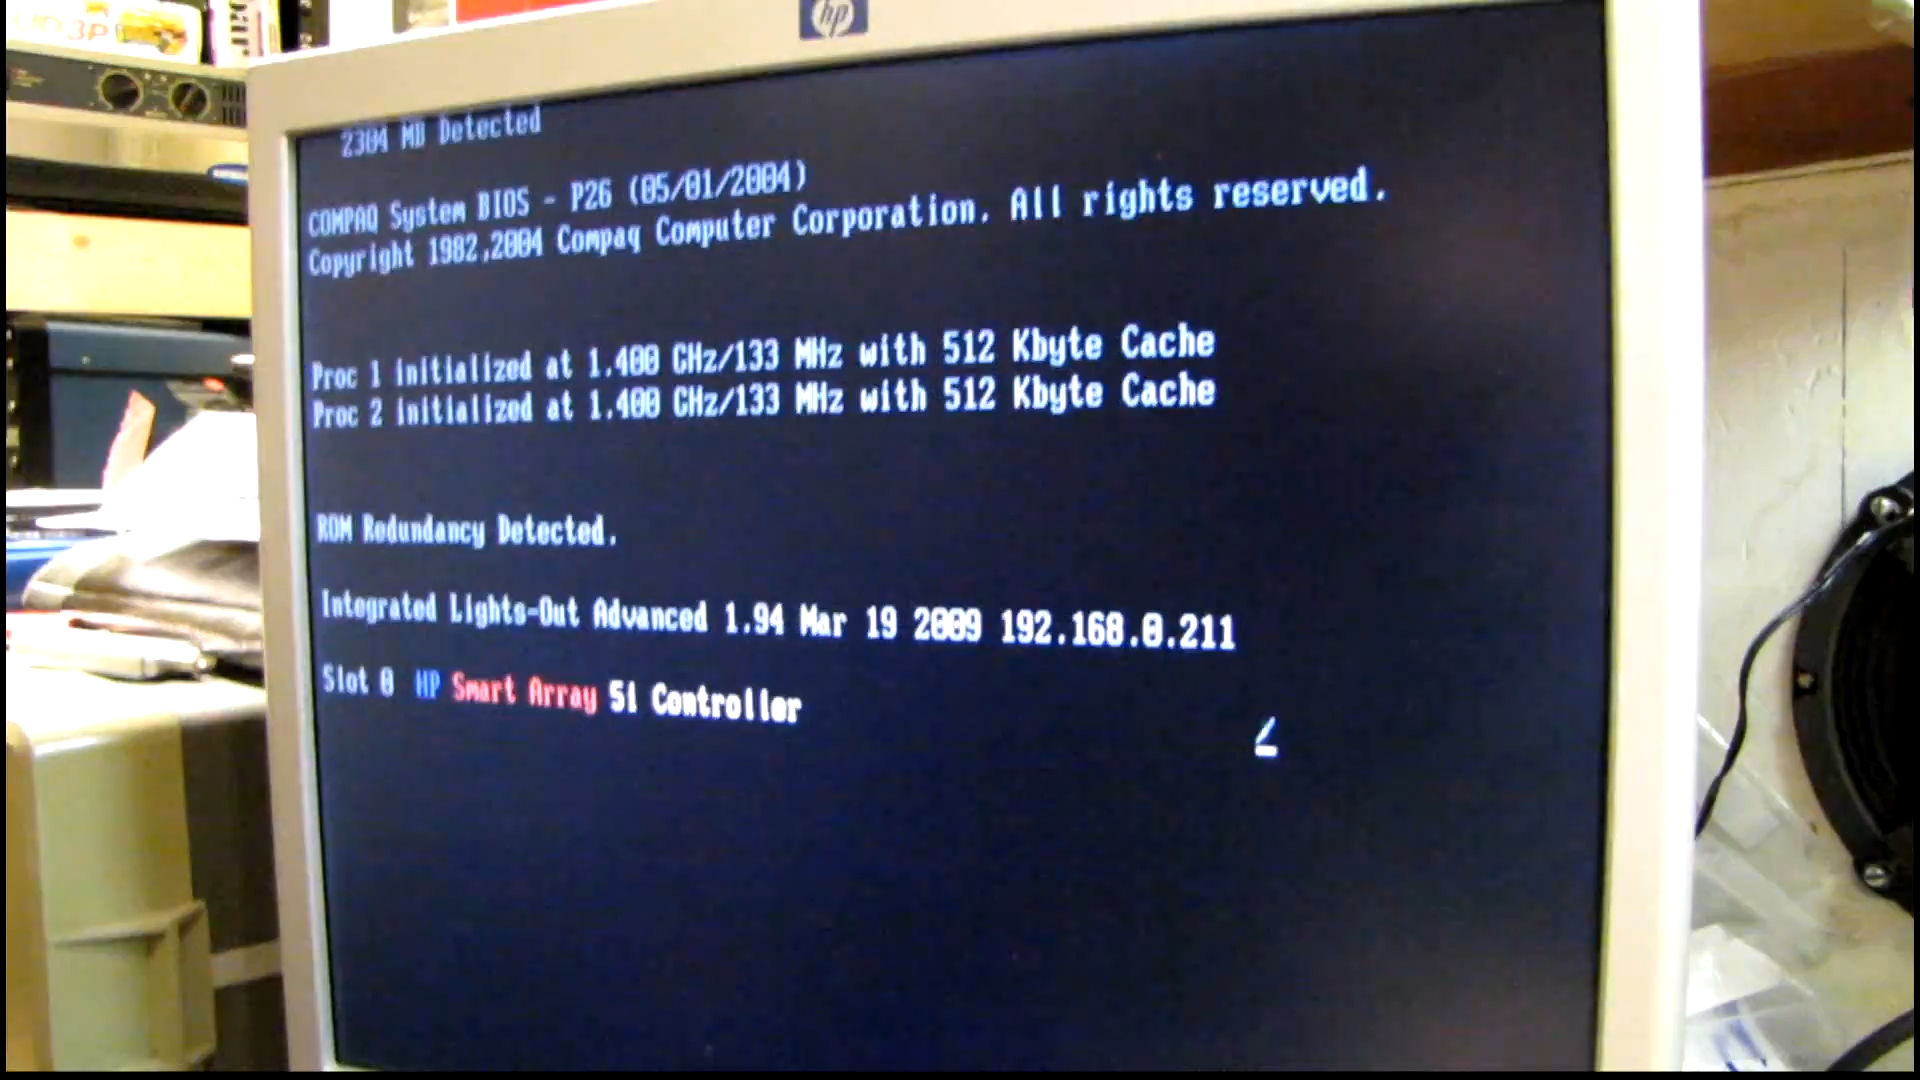 hp
2304 MB Detected
COMPAQ System BIOS - P26 (05/01/2004)
Copyright 1982,2004 Compaq Computer Corporation. All rights reserved.
Proc 1 initialized at 1.400 GHz/133 MHz with 512 Kbyte Cache
Proc 2 initialized at 1.400 GHz/133 MHz with 512 Kbyte Cache
ROM Redundancy Detected.
Integrated Lights-Out Advanced 1.94 Mar 19 2009 192.168.0.211
Slot 0 HP Smart Array 5i Controller